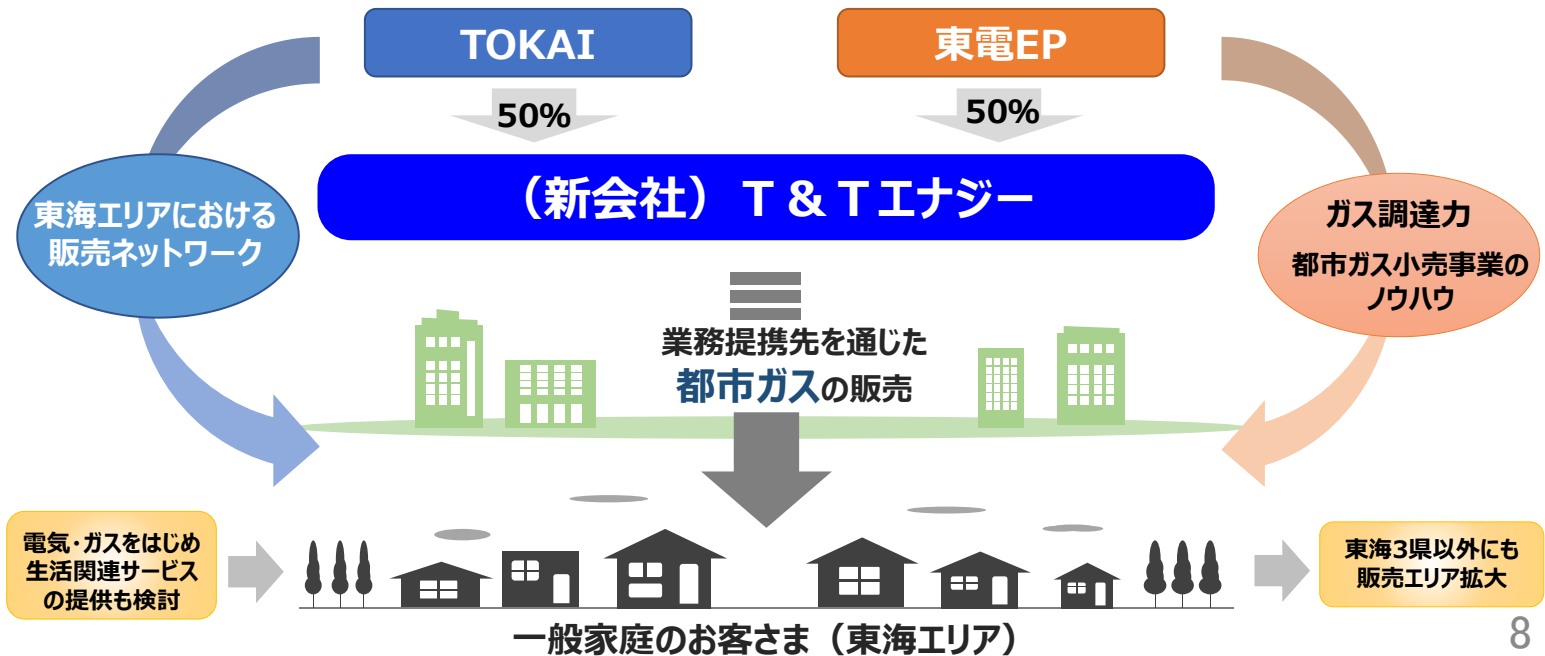 TOKAI
東電EP
50%
50%
(新会社) T&Tエナジー
東海エリアにおける
販売ネットワーク
ガス調達力
都市ガス小売事業の
ノウハウ
業務提携先を通じた
都市ガスの販売
電気・ガスをはじめ
生活関連サービス
の提供も検討
東海3県以外にも
販売エリア拡大
一般家庭のお客さま（東海エリア）
8